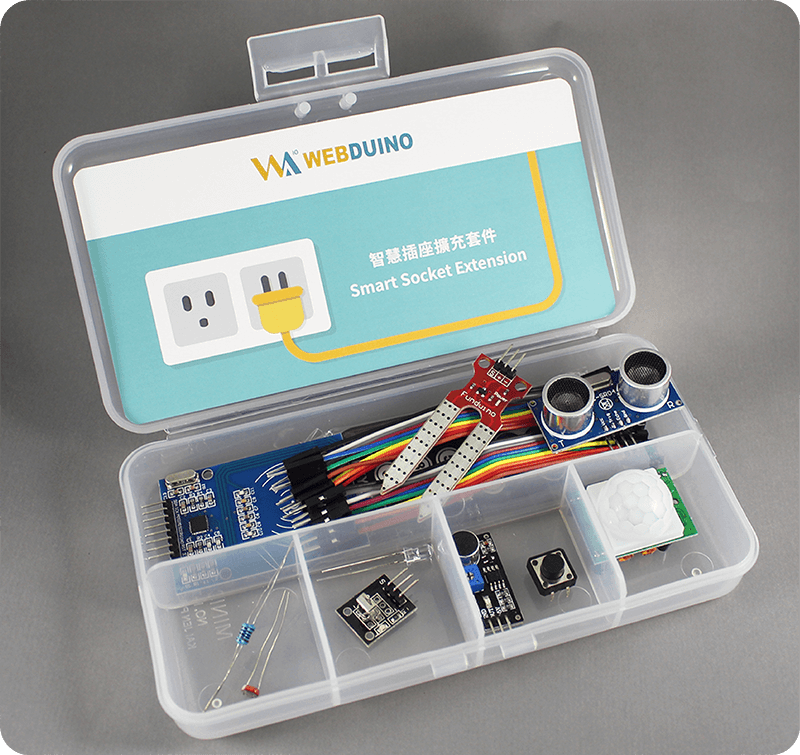 WEBDUINO
智慧插座擴充套件
Smart Socket Extension
Funduino
T
R
S